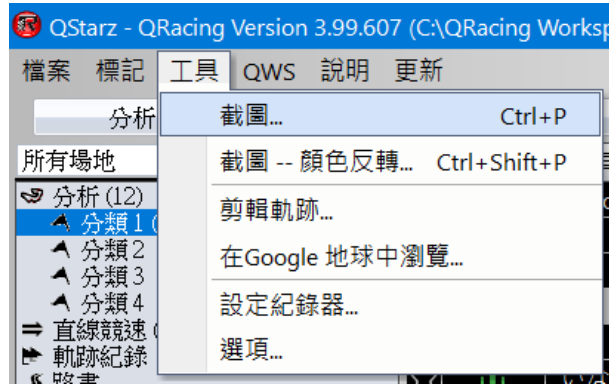 QStarz - QRacing Version 3.99.607 (C:\QRacing Worksp
檔案 標記 工具 QWS 說明 更新
分析
截圖... Ctrl+P
所有場地
截圖 -- 顏色反轉... Ctrl+Shift+P
分析 (12)
剪輯軌跡...
分類 1 (
分類 2
在Google 地球中瀏覽...
分類 3
分類 4
設定紀錄器...
直線競速 (
軌跡紀錄
選項...
路書